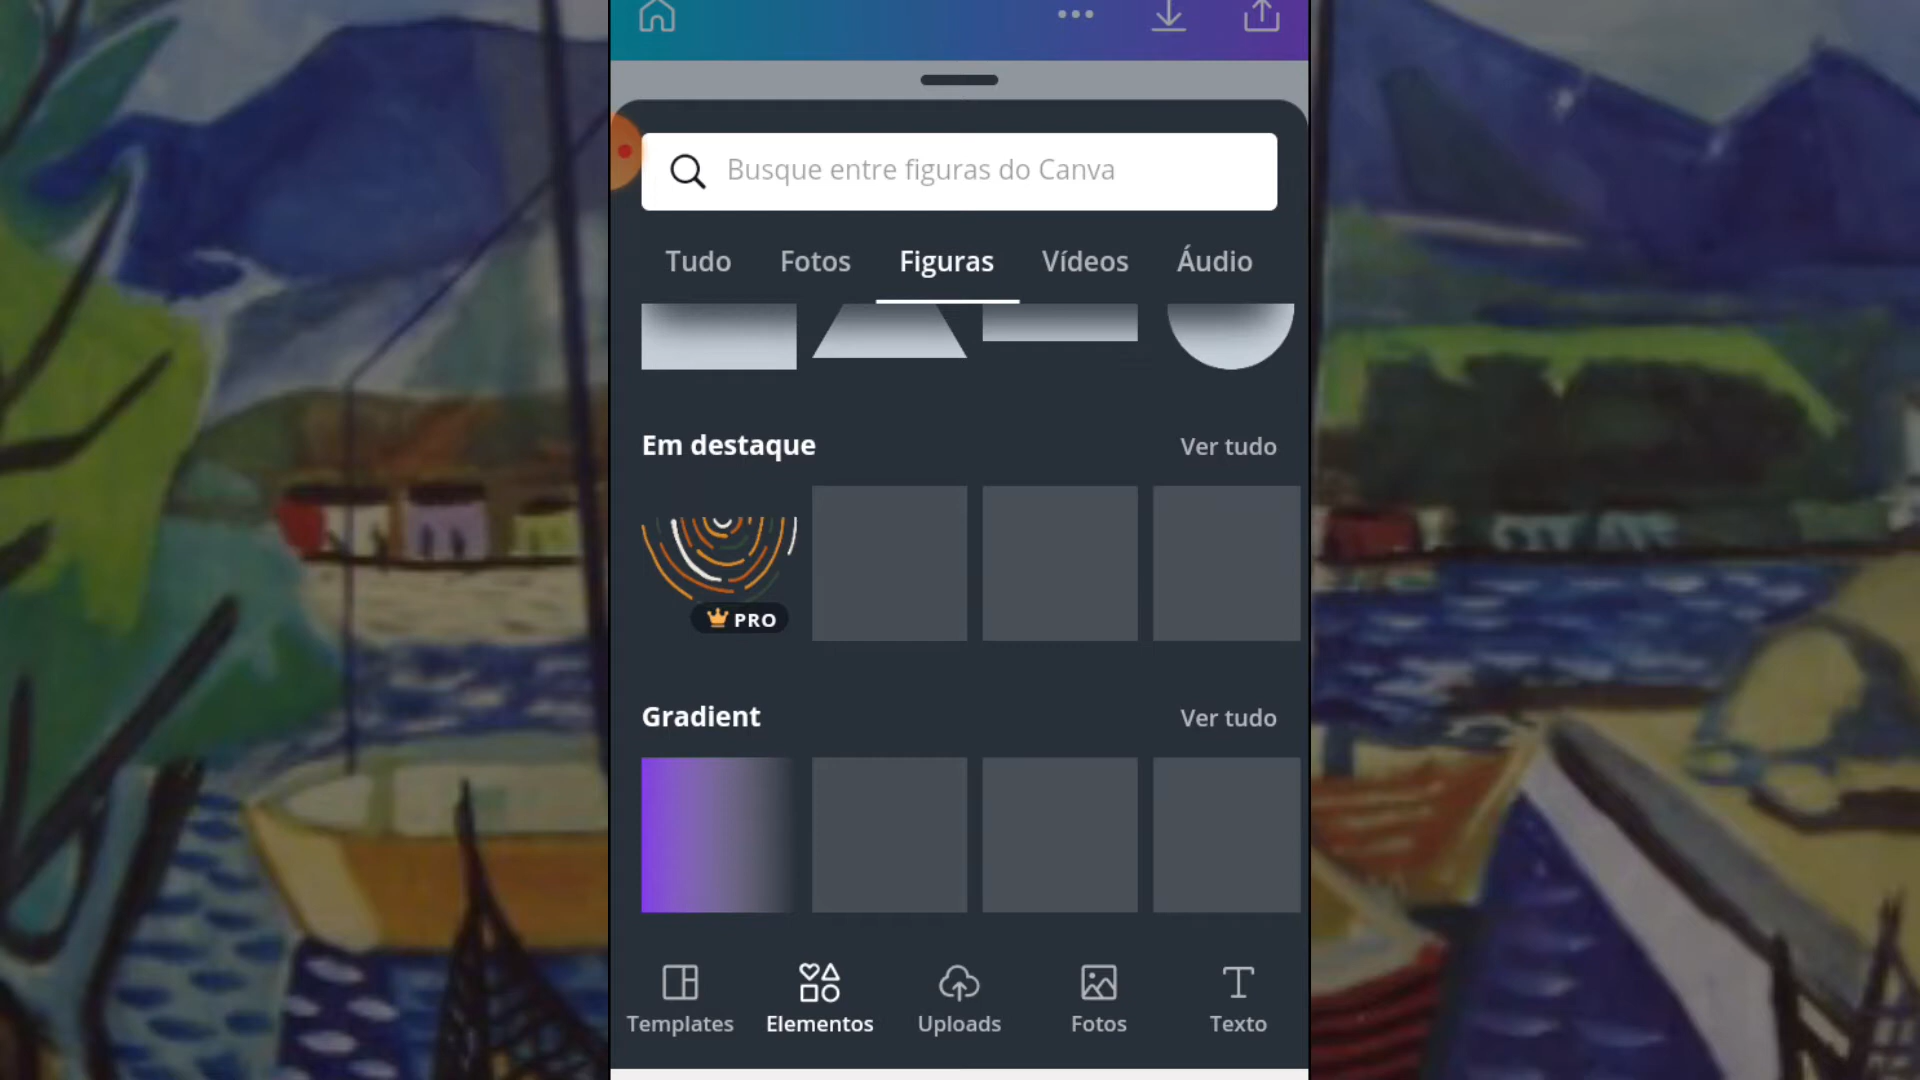 Busque entre figuras do Canva
Tudo Fotos Figuras Vídeos Áudio
Em destaque Ver tudo
PRO
Gradient Ver tudo
Templates Elementos Uploads Fotos Texto